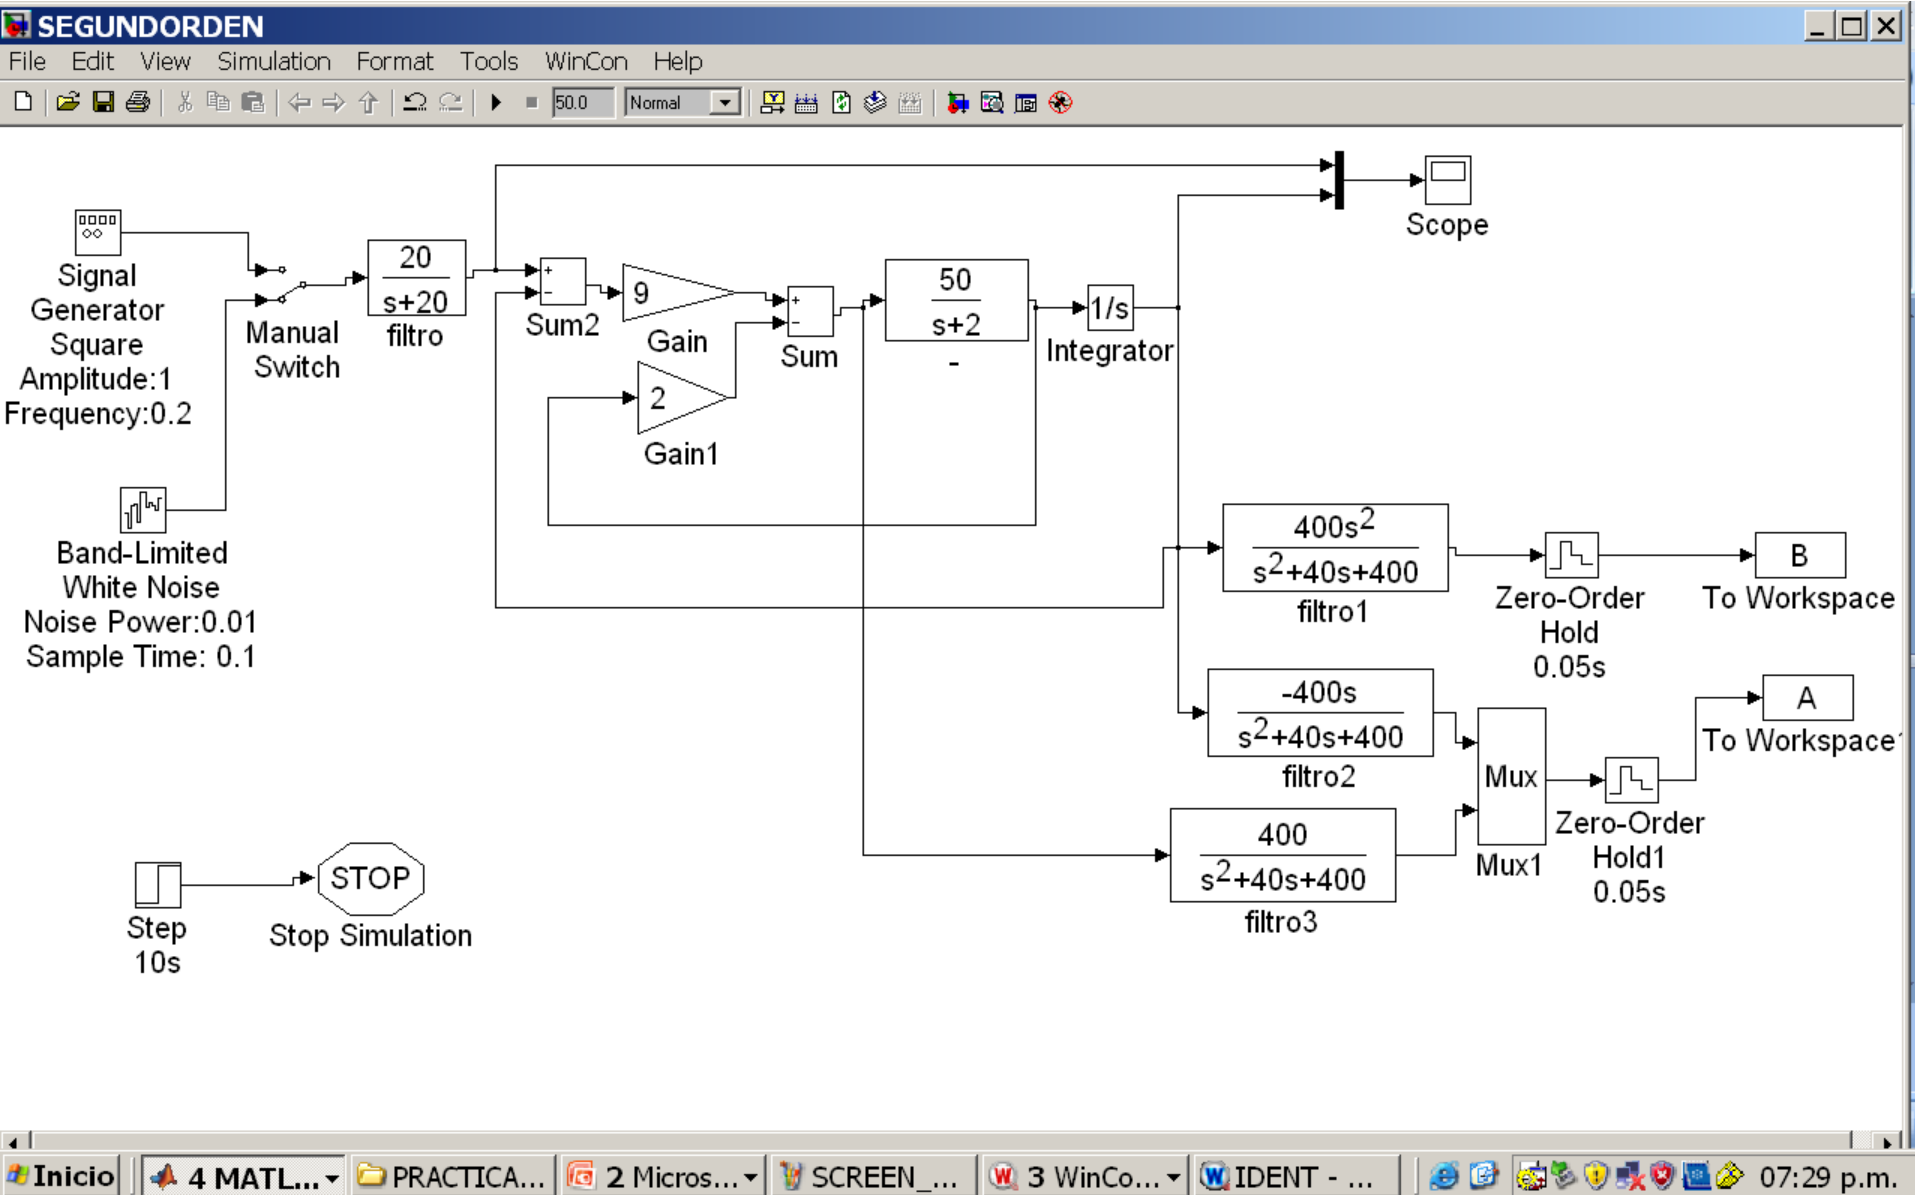 SEGUNDORDEN
File Edit View Simulation Format Tools WinCon Help
50.0 Normal
Scope
Signal
Generator
Square
Amplitude:1
Frequency:0.2
Manual
Switch
20
s+20
filtro
+
-
Sum2
9
Gain
+
-
Sum
2
Gain1
50
s+2
-
1/s
Integrator
Band-Limited
White Noise
Noise Power:0.01
Sample Time: 0.1
400s2
s2+40s+400
filtro1
Zero-Order
Hold
0.05s
B
To Workspace
-400s
s2+40s+400
filtro2
Mux
Mux1
A
To Workspace1
Zero-Order
Hold1
0.05s
400
s2+40s+400
filtro3
Step
10s
STOP
Stop Simulation
Inicio 4 MATL... PRACTICA... 2 Micros... SCREEN_... 3 WinCo... IDENT - ... 07:29 p.m.